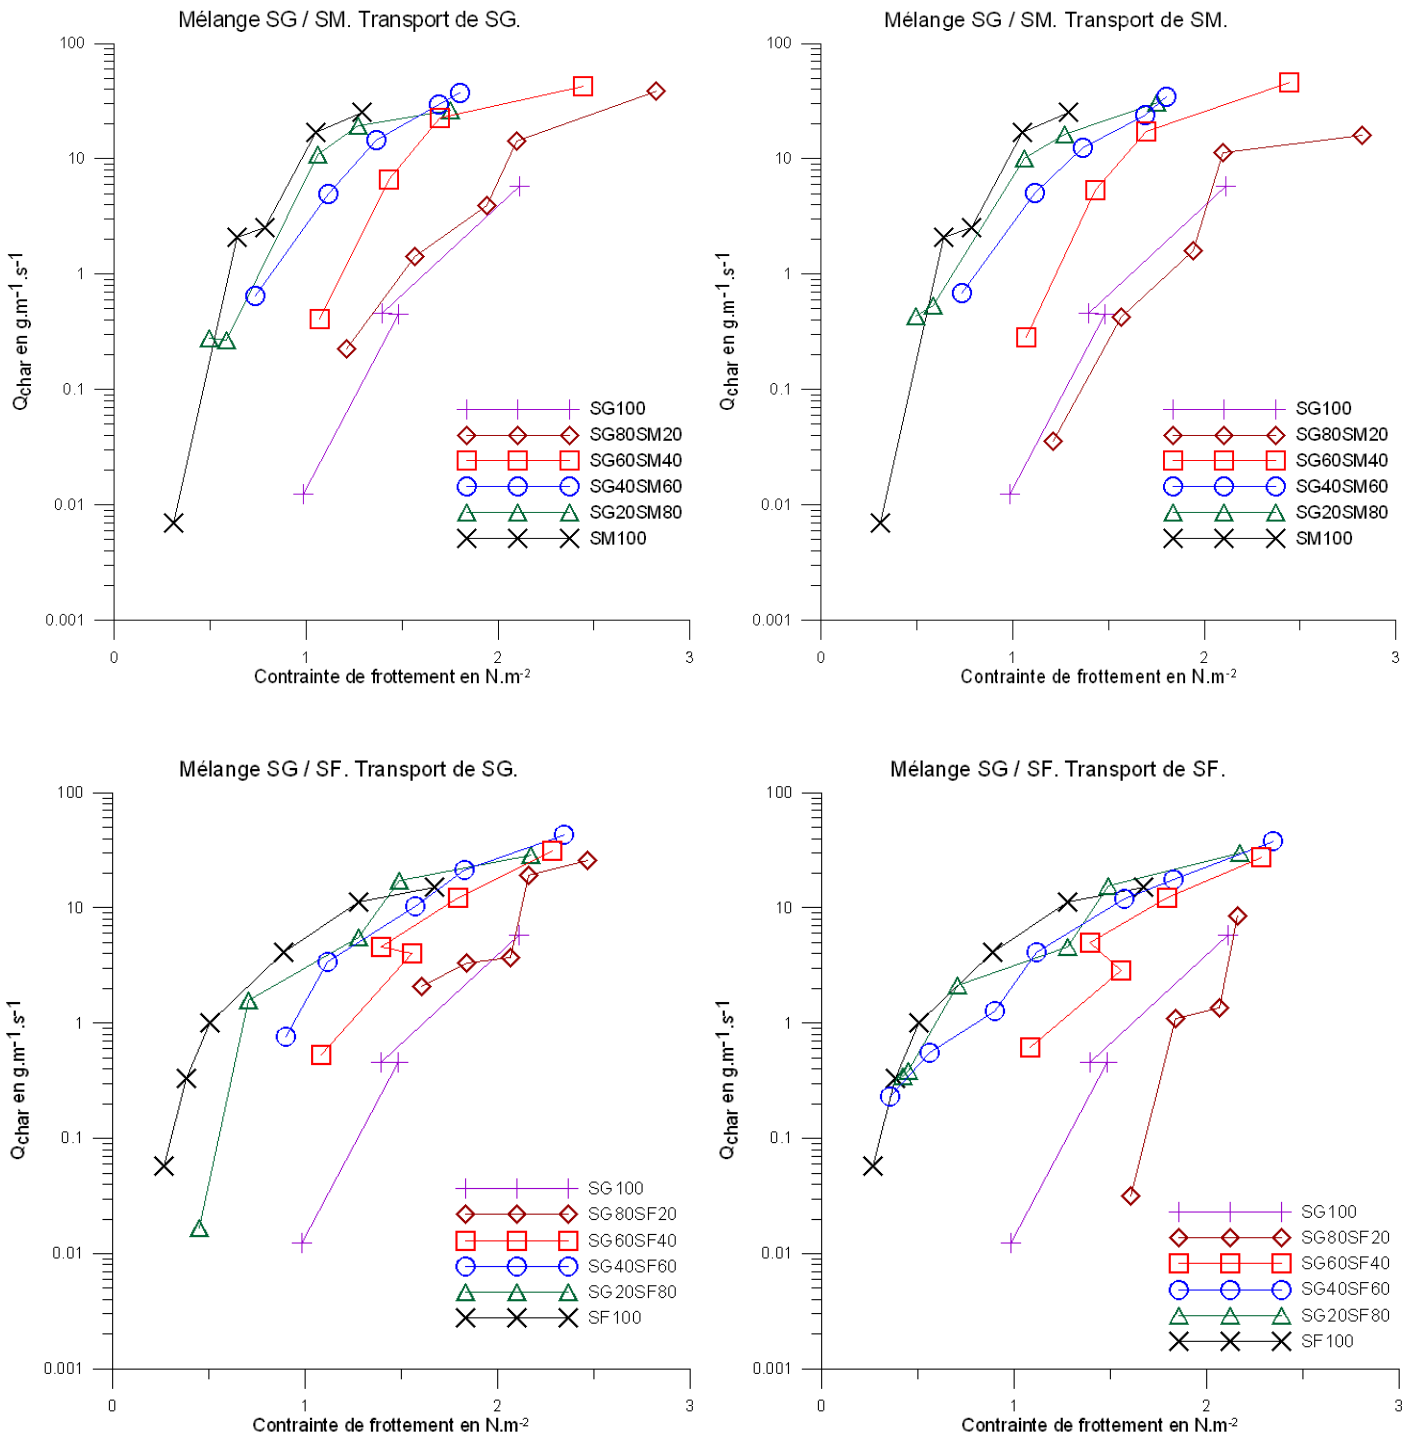 Mélange SG / SM. Transport de SG.
100
10
1
0.1
0.01
0.001
Qchar en g.m-1.s-1
0 1 2 3
Contrainte de frottement en N.m-2
SG100
SG80SM20
SG60SM40
SG40SM60
SG20SM80
SM100
Mélange SG / SM. Transport de SM.
100
10
1
0.1
0.01
0.001
Qchar en g.m-1.s-1
0 1 2 3
Contrainte de frottement en N.m-2
SG100
SG80SM20
SG60SM40
SG40SM60
SG20SM80
SM100
Mélange SG / SF. Transport de SG.
100
10
1
0.1
0.01
0.001
Qchar en g.m-1.s-1
0 1 2 3
Contrainte de frottement en N.m-2
SG100
SG80SF20
SG60SF40
SG40SF60
SG20SF80
SF100
Mélange SG / SF. Transport de SF.
100
10
1
0.1
0.01
0.001
Qchar en g.m-1.s-1
0 1 2 3
Contrainte de frottement en N.m-2
SG100
SG80SF20
SG60SF40
SG40SF60
SG20SF80
SF100